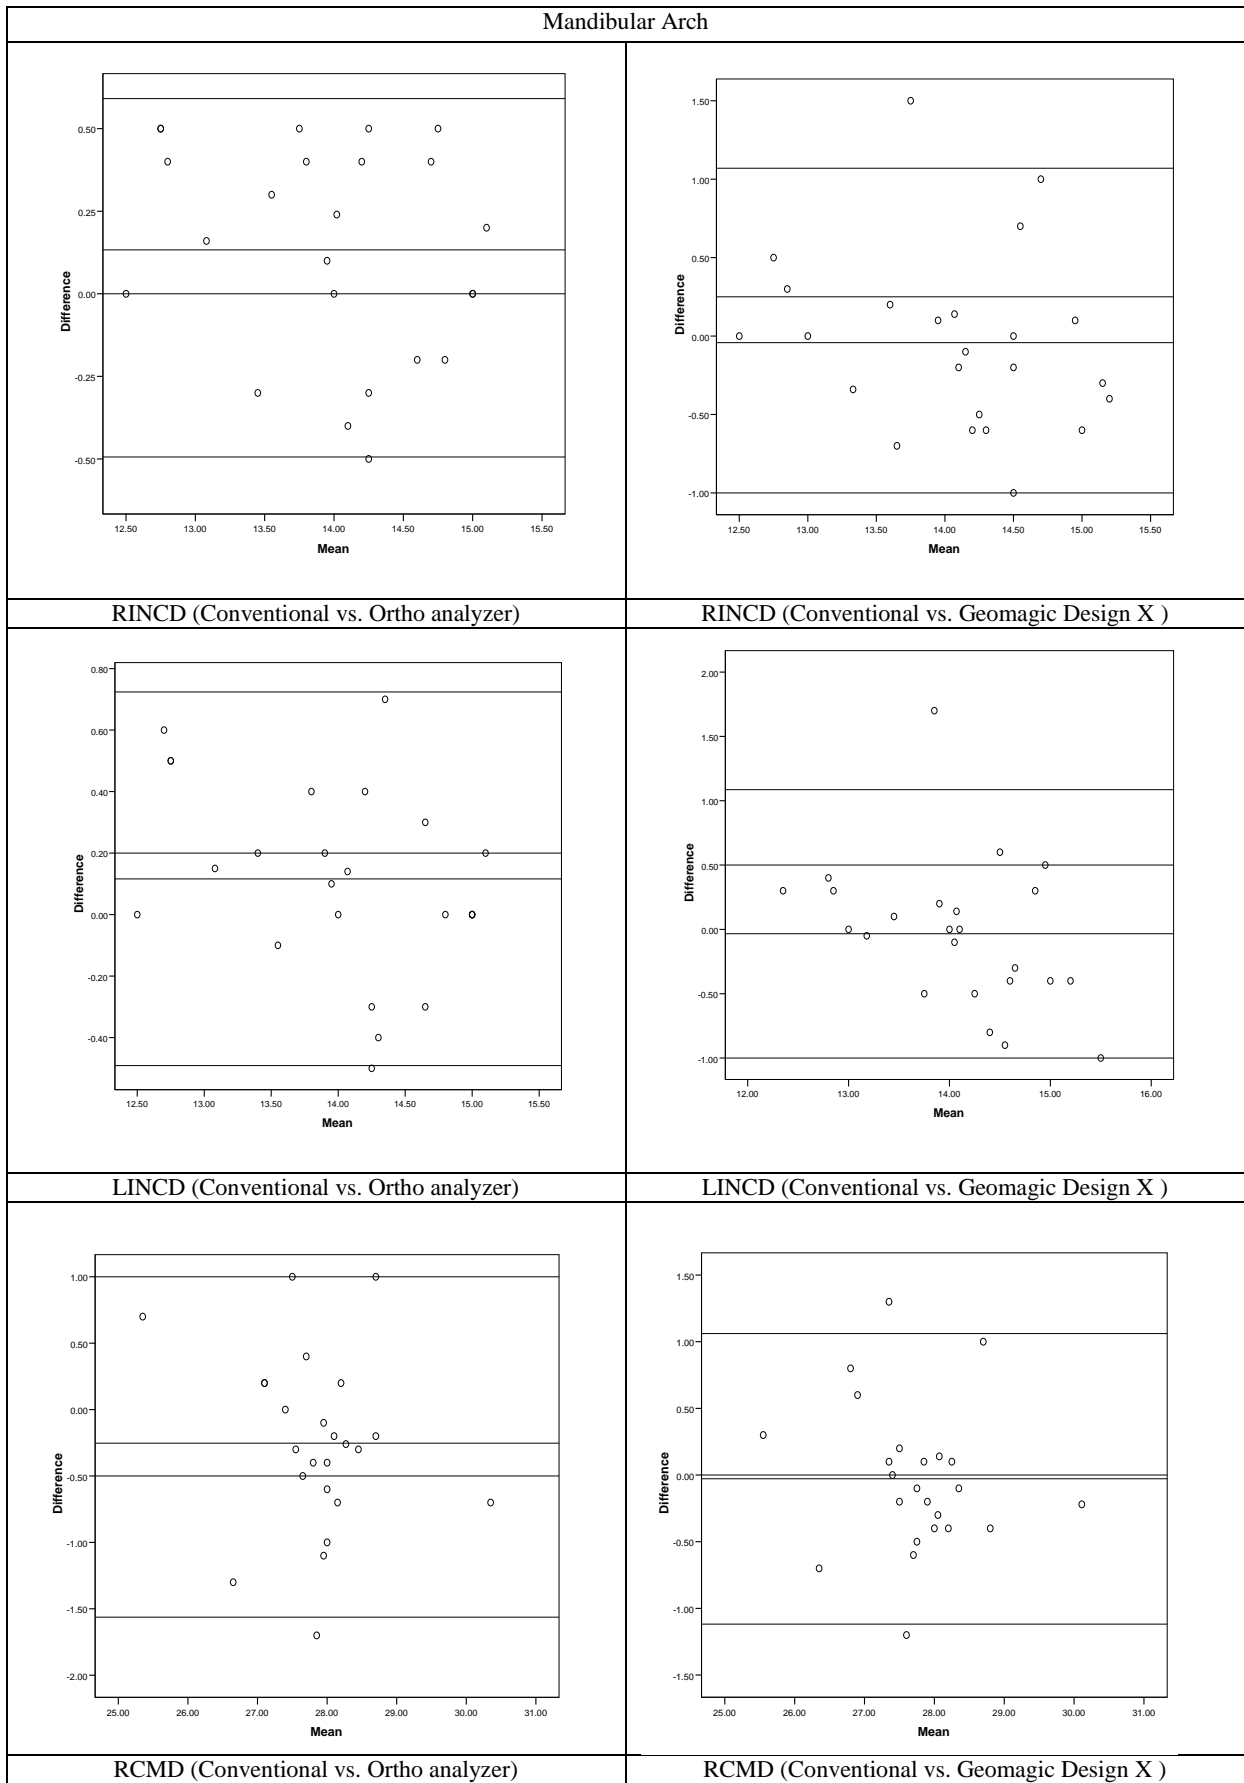 Mandibular Arch
0.50
0.25
0.00
-0.25
-0.50
Difference
12.50 13.00 13.50 14.00 14.50 15.00 15.50
Mean
1.50
1.00
0.50
0.00
-0.50
-1.00
Difference
12.50 13.00 13.50 14.00 14.50 15.00 15.50
Mean
RINCD (Conventional vs. Ortho analyzer)
RINCD (Conventional vs. Geomagic Design X )
0.80
0.60
0.40
0.20
0.00
-0.20
-0.40
Difference
12.50 13.00 13.50 14.00 14.50 15.00 15.50
Mean
2.00
1.50
1.00
0.50
0.00
-0.50
-1.00
Difference
12.00 13.00 14.00 15.00 16.00
Mean
LINCD (Conventional vs. Ortho analyzer)
LINCD (Conventional vs. Geomagic Design X )
1.00
0.50
0.00
-0.50
-1.00
-1.50
-2.00
Difference
25.00 26.00 27.00 28.00 29.00 30.00 31.00
Mean
1.50
1.00
0.50
0.00
-0.50
-1.00
-1.50
Difference
25.00 26.00 27.00 28.00 29.00 30.00 31.00
Mean
RCMD (Conventional vs. Ortho analyzer)
RCMD (Conventional vs. Geomagic Design X )